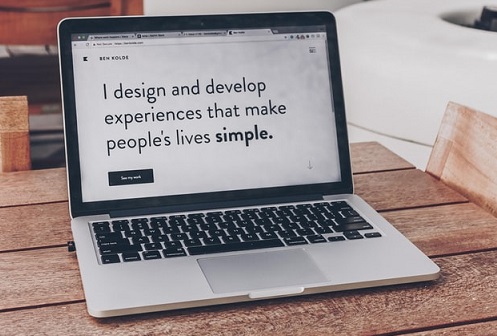 BEN KOLDE
I design and develop
experiences that make
people's lives simple.
See my work